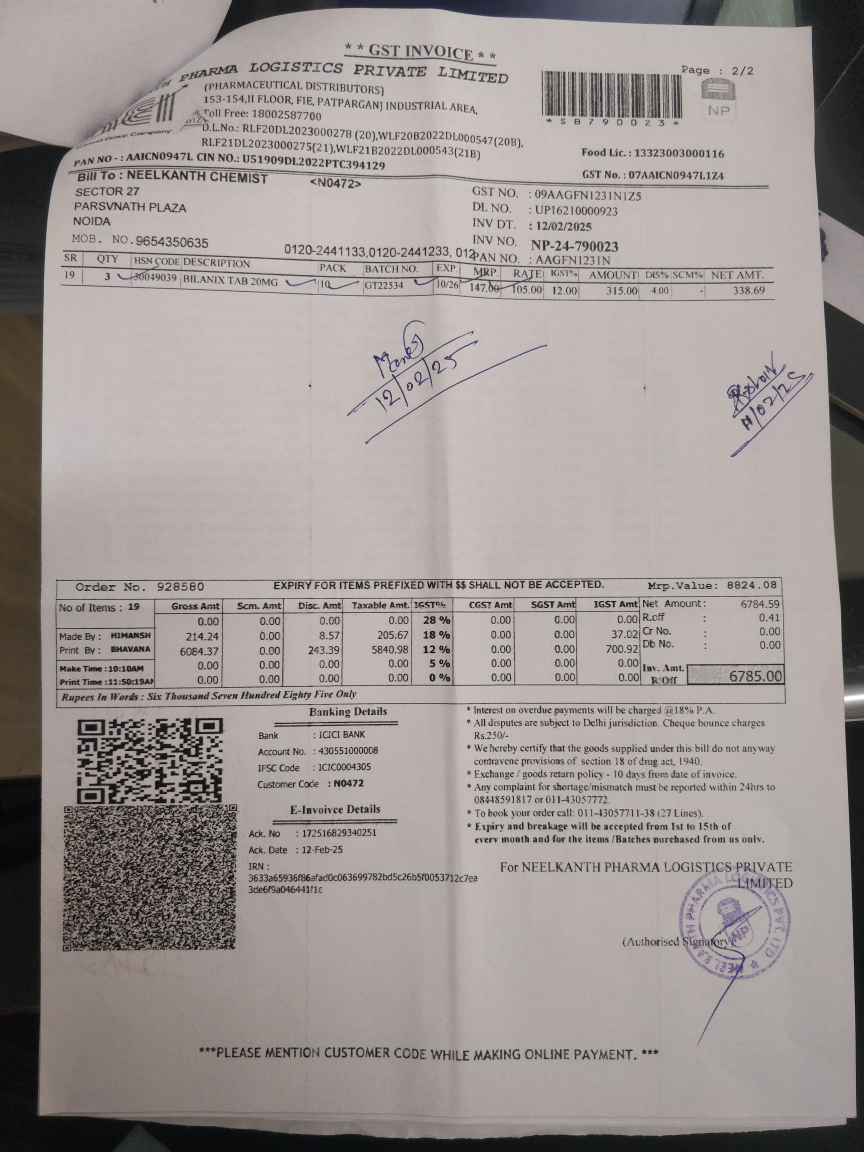 ** GST INVOICE **
PHARMA LOGISTICS PRIVATE LIMITED
Page : 2/2
(PHARMACEUTICAL DISTRIBUTORS)
153-154,II FLOOR, FIE, PATPARGANJ INDUSTRIAL AREA,
Toll Free: 18002587700
D.L.No.: RLF20DL2023000278 (20),WLF20B2022DL000547(20B),
RLF21DL2023000275(21),WLF21B2022DL000543(21B)
*SB790023*
NP
PAN NO - : AAICN0947L CIN NO.: U51909DL2022PTC394129
Food Lic. : 13323003000116
GST No. : 07AAICN0947L1Z4
Bill To : NEELKANTH CHEMIST <N0472>
SECTOR 27
PARSVNATH PLAZA
NOIDA
MOB. NO.9654350635
0120-2441133,0120-2441233, 012
GST NO. : 09AAGFN1231N1Z5
DL NO. : UP16210000923
INV DT. : 12/02/2025
INV NO. NP-24-790023
PAN NO. : AAGFN1231N
SR QTY HSN CODE DESCRIPTION PACK BATCH NO. EXP. MRP. RATE IGST% AMOUNT DIS% SCM% NET AMT.
19 3 30049039 BILANIX TAB 20MG 10 GT22534 10/26 147.00 105.00 12.00 315.00 4.00 - 338.69
12/02/25
11/02/25
Order No. 928580 EXPIRY FOR ITEMS PREFIXED WITH $$ SHALL NOT BE ACCEPTED. Mrp.Value: 8824.08
No of Items : 19 Gross Amt Scm. Amt Disc. Amt Taxable Amt. IGST% CGST Amt SGST Amt IGST Amt Net Amount : 6784.59
0.00 0.00 0.00 0.00 28 % 0.00 0.00 0.00 R.off : 0.41
Made By : HIMANSH 214.24 0.00 8.57 205.67 18 % 0.00 0.00 37.02 Cr No. : 0.00
Print By : BHAVANA 6084.37 0.00 243.39 5840.98 12 % 0.00 0.00 700.92 Db No. : 0.00
Make Time :10:10AM 0.00 0.00 0.00 0.00 5 % 0.00 0.00 0.00
Print Time :11:50:19AM 0.00 0.00 0.00 0.00 0 % 0.00 0.00 0.00 Inv. Amt. R/Off 6785.00
Rupees In Words : Six Thousand Seven Hundred Eighty Five Only
Banking Details
Bank : ICICI BANK
Account No. : 430551000008
IFSC Code : ICIC0004305
Customer Code : N0472
E-Invoivce Details
Ack. No : 172516829340251
Ack. Date : 12-Feb-25
IRN :
3633a65936f86afad0c063699782bd5c26b5f0053712c7ea
3de6f9a046441f1c
* Interest on overdue payments will be charged @18% P.A.
* All disputes are subject to Delhi jurisdiction. Cheque bounce charges
Rs.250/-
* We hereby certify that the goods supplied under this bill do not anyway
contravene provisions of section 18 of drug act, 1940.
* Exchange / goods return policy - 10 days from date of invoice.
* Any complaint for shortage/mismatch must be reported within 24hrs to
08448591817 or 011-43057772.
* To book your order call: 011-43057711-38 (27 Lines).
* Expiry and breakage will be accepted from 1st to 15th of
every month and for the items /Batches purchased from us only.
For NEELKANTH PHARMA LOGISTICS PRIVATE
LIMITED
NEELKANTH PHARMA LOGISTICS PVT. LTD.
NP
(Authorised Signatory)
***PLEASE MENTION CUSTOMER CODE WHILE MAKING ONLINE PAYMENT. ***